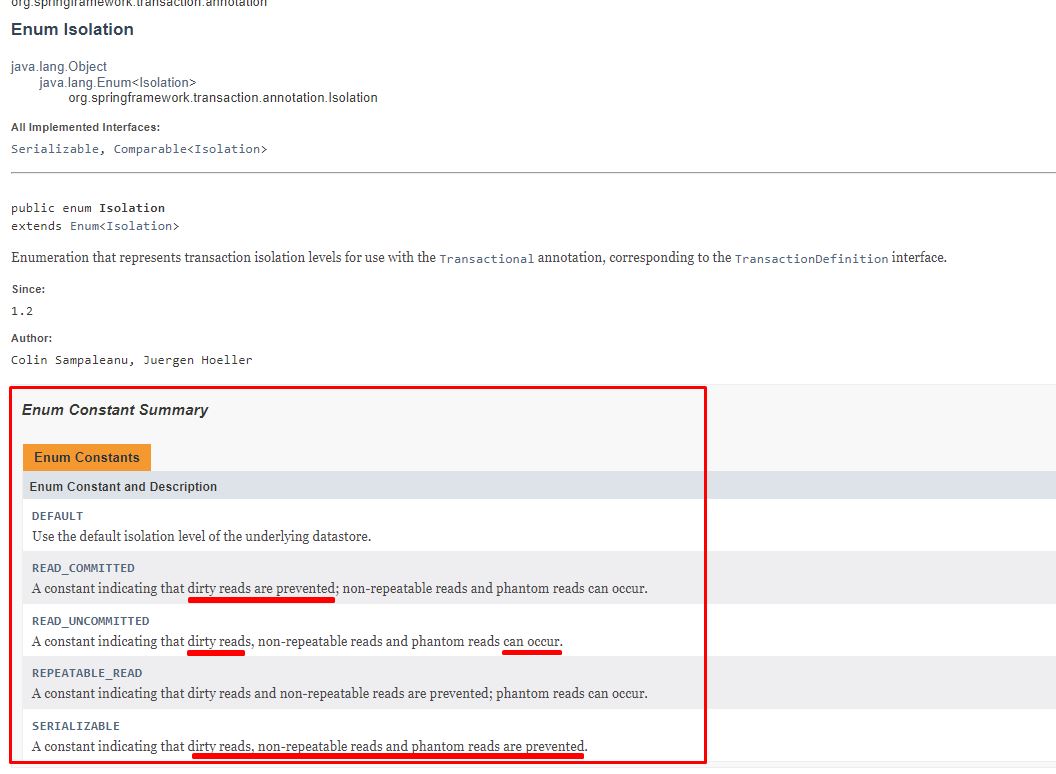 org.springframework.transaction.annotation
Enum Isolation
java.lang.Object
java.lang.Enum<Isolation>
org.springframework.transaction.annotation.Isolation
All Implemented Interfaces:
Serializable, Comparable<Isolation>
public enum Isolation
extends Enum<Isolation>
Enumeration that represents transaction isolation levels for use with the Transactional annotation, corresponding to the TransactionDefinition interface.
Since:
1.2
Author:
Colin Sampaleanu, Juergen Hoeller
Enum Constant Summary
Enum Constants
Enum Constant and Description
DEFAULT
Use the default isolation level of the underlying datastore.
READ_COMMITTED
A constant indicating that dirty reads are prevented; non-repeatable reads and phantom reads can occur.
READ_UNCOMMITTED
A constant indicating that dirty reads, non-repeatable reads and phantom reads can occur.
REPEATABLE_READ
A constant indicating that dirty reads and non-repeatable reads are prevented; phantom reads can occur.
SERIALIZABLE
A constant indicating that dirty reads, non-repeatable reads and phantom reads are prevented.